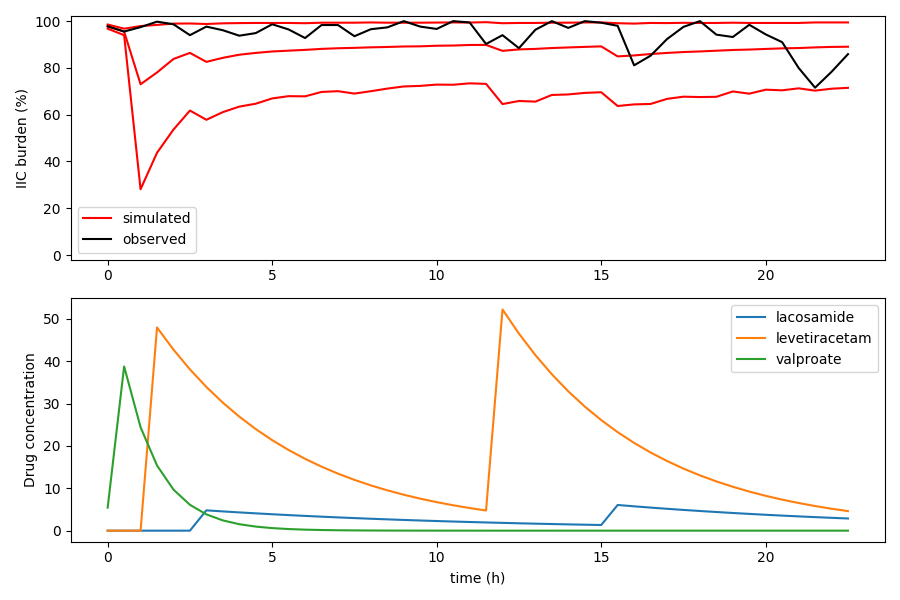 100
80
60
40
20
0
IIC burden (%)
simulated
observed
0 5 10 15 20
50
40
30
20
10
0
Drug concentration
lacosamide
levetiracetam
valproate
0 5 10 15 20
time (h)